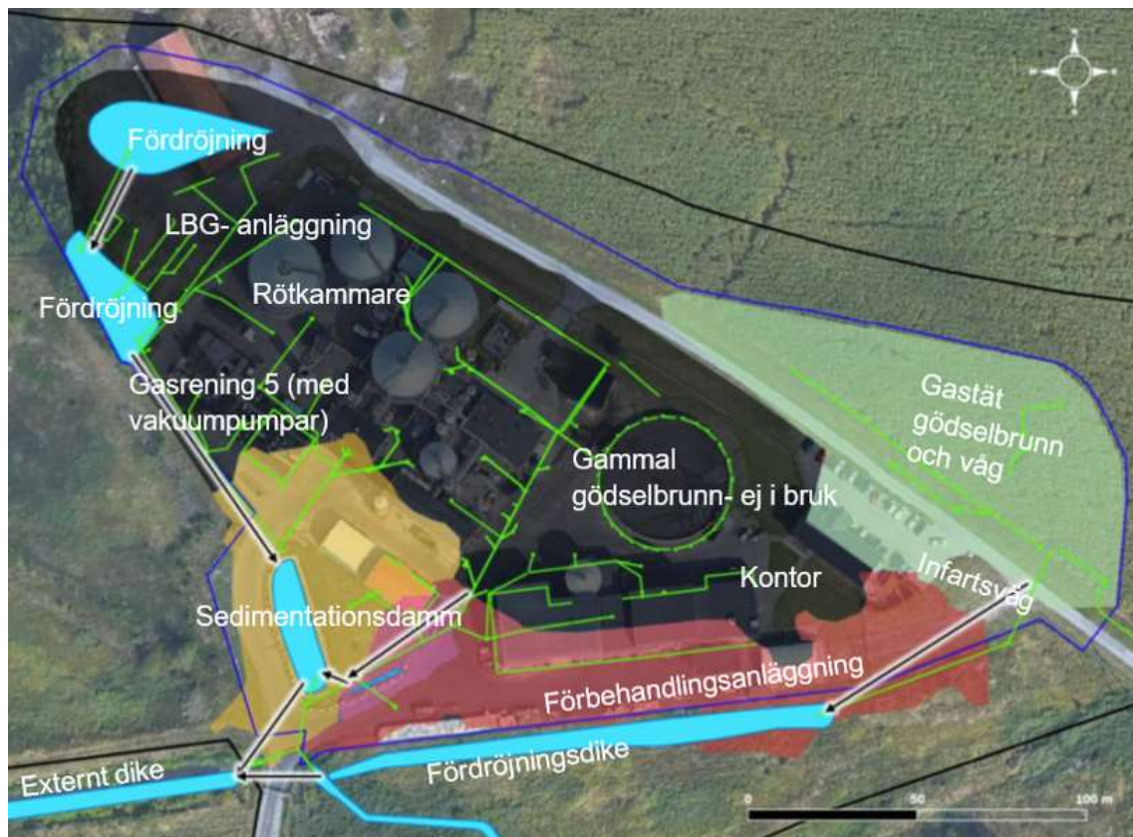 Fördröjning
LBG- anläggning
Rötkammare
Fördröjning
Gasrening 5 (med
vakuumpumpar)
Gastät
gödselbrunn
och våg
Gammal
gödselbrunn- ej i bruk
Kontor
Infartsväg
Sedimentationsdamm
Förbehandlingsanläggning
Fördröjningsdike
Externt dike
0 50 100 m